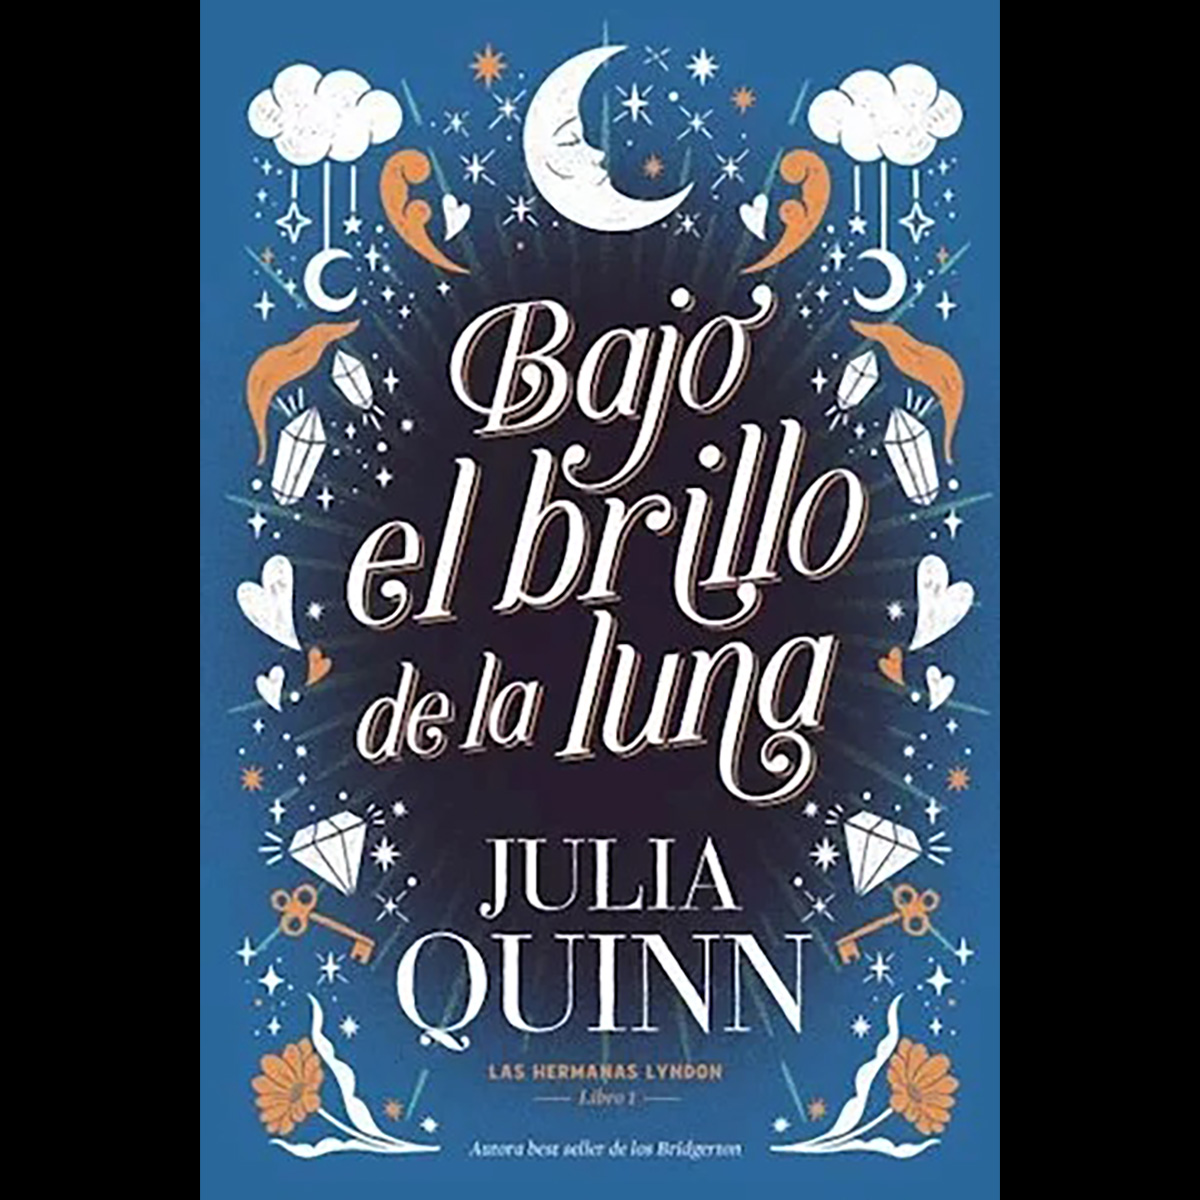 Bajo
el brillo
de la luna
JULIA
QUINN
LAS HERMANAS LYNDON
Libro 1
Autora best seller de los Bridgerton